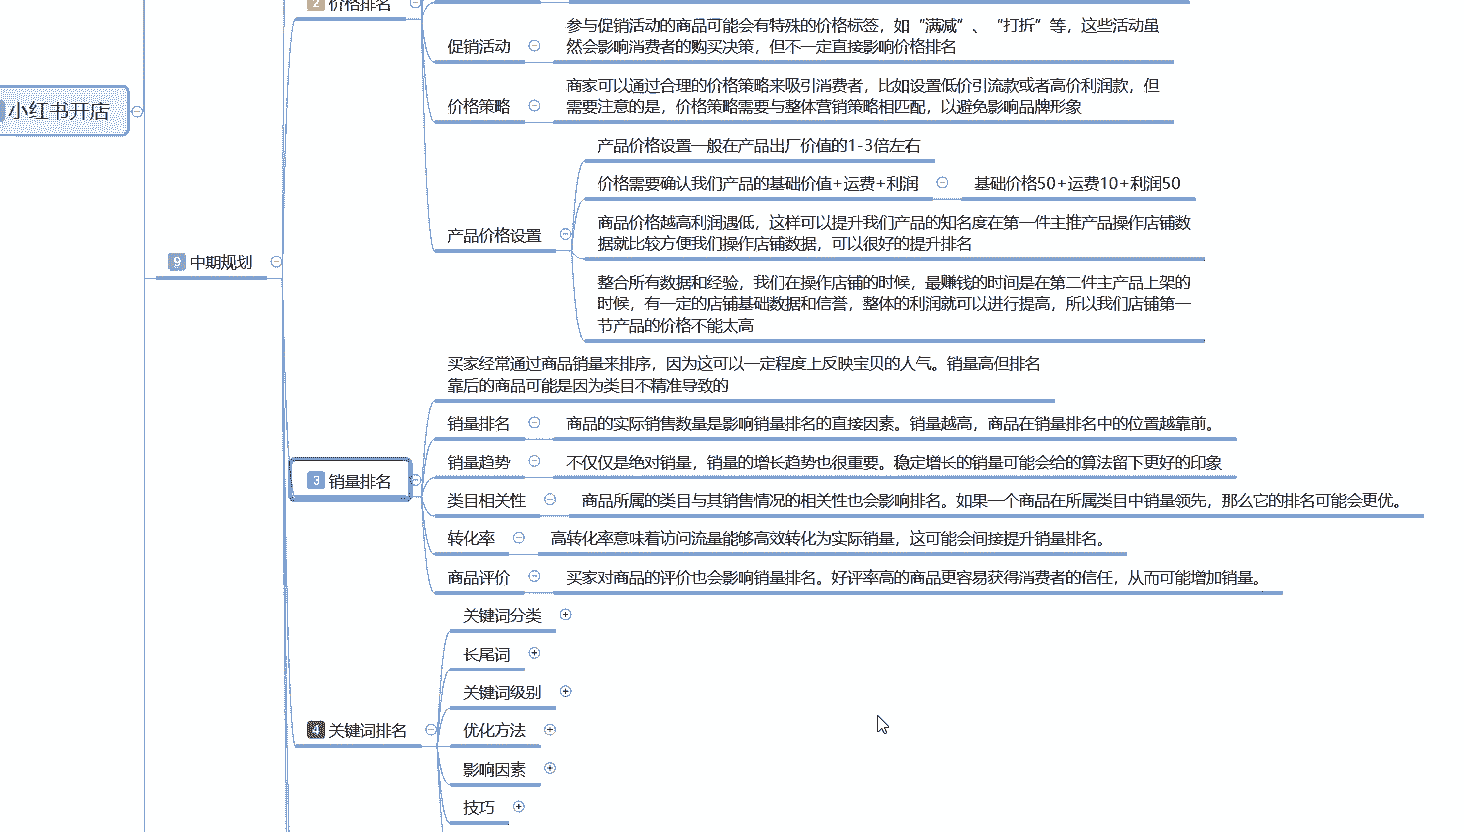 2 价格排名
促销活动
参与促销活动的商品可能会有特殊的价格标签，如“满减”、“打折”等，这些活动虽
然会影响消费者的购买决策，但不一定直接影响价格排名
价格策略
商家可以通过合理的价格策略来吸引消费者，比如设置低价引流款或者高价利润款，但
需要注意的是，价格策略需要与整体营销策略相匹配，以避免影响品牌形象
小红书开店
产品价格设置
产品价格设置一般在产品出厂价值的1-3倍左右
价格需要确认我们产品的基础价值+运费+利润
基础价格50+运费10+利润50
商品价格越高利润遇低，这样可以提升我们产品的知名度在第一件主推产品操作店铺数
据就比较方便我们操作店铺数据，可以很好的提升排名
整合所有数据和经验，我们在操作店铺的时候，最赚钱的时间是在第二件主产品上架的
时候，有一定的店铺基础数据和信誉，整体的利润就可以进行提高，所以我们店铺第一
节产品的价格不能太高
9 中期规划
3 销量排名
买家经常通过商品销量来排序，因为这可以一定程度上反映宝贝的人气。销量高但排名
靠后的商品可能是因为类目不精准导致的
销量排名
商品的实际销售数量是影响销量排名的直接因素。销量越高，商品在销量排名中的位置越靠前。
销量趋势
不仅仅是绝对销量，销量的增长趋势也很重要。稳定增长的销量可能会给的算法留下更好的印象
类目相关性
商品所属的类目与其销售情况的相关性也会影响排名。如果一个商品在所属类目中销量领先，那么它的排名可能会更优。
转化率
高转化率意味着访问流量能够高效转化为实际销量，这可能会间接提升销量排名。
商品评价
买家对商品的评价也会影响销量排名。好评率高的商品更容易获得消费者的信任，从而可能增加销量。
4 关键词排名
关键词分类
长尾词
关键词级别
优化方法
影响因素
技巧